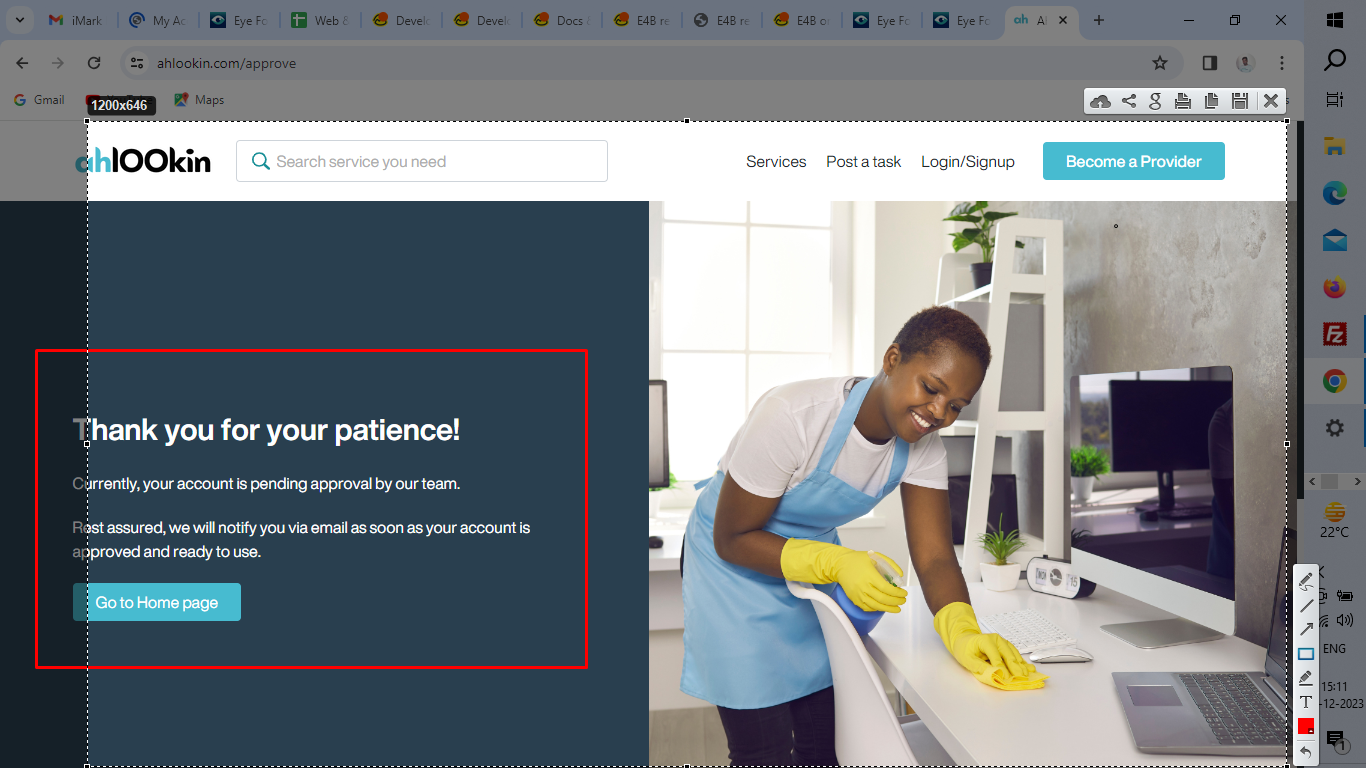 iMark
My Ac
Eye Fo
Web &
Develo
Develo
Docs &
E4B re
E4B re
E4B or
Eye Fo
Eye Fo
ahlookin.com/approve
Gmail
Maps
1200x646
ahlOOkin
Search service you need
Services
Post a task
Login/Signup
Become a Provider
Thank you for your patience!
Currently, your account is pending approval by our team.
Rest assured, we will notify you via email as soon as your account is
approved and ready to use.
Go to Home page
22°C
ENG
15:11
-12-2023
1